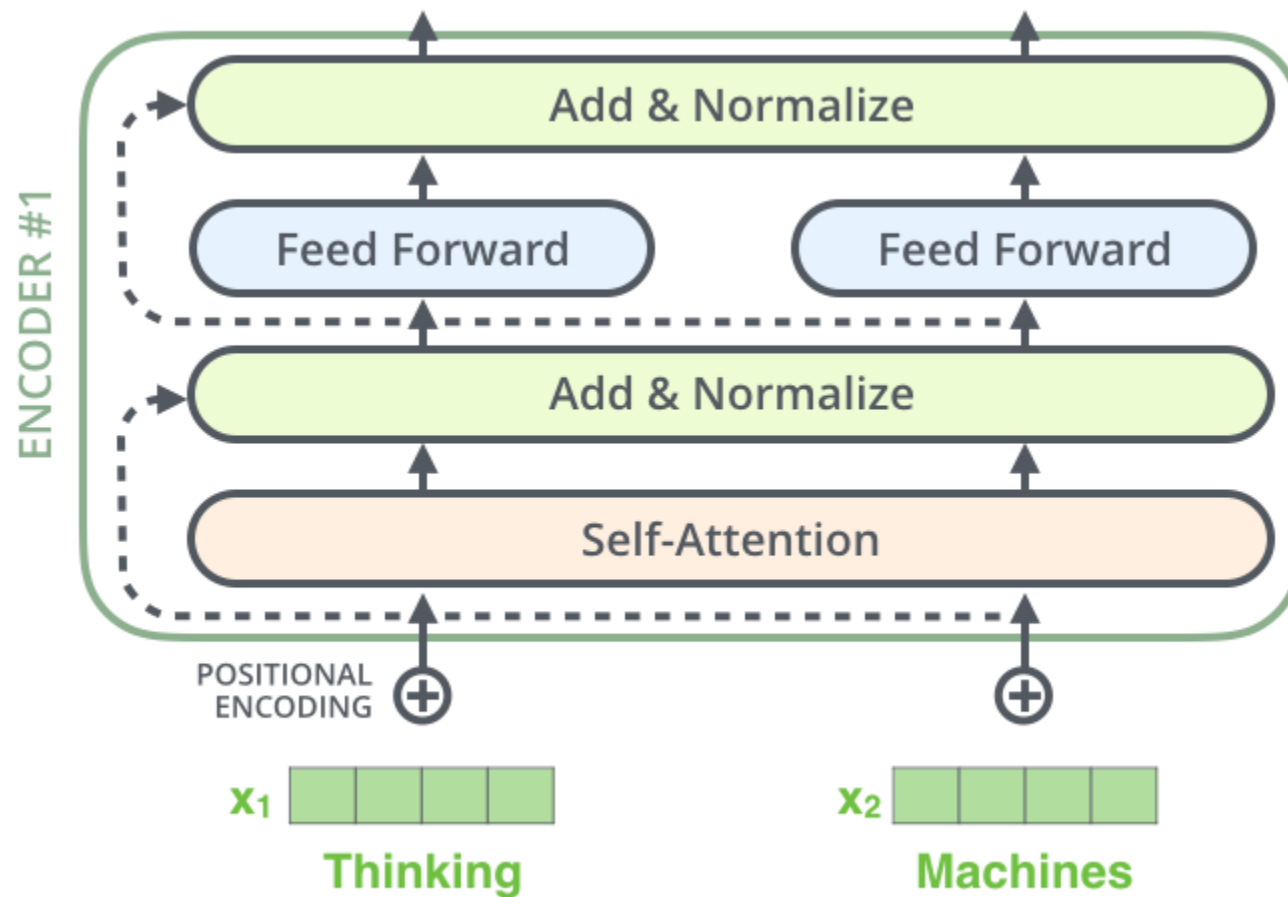 ENCODER #1
Add & Normalize
Feed Forward
Feed Forward
Add & Normalize
Self-Attention
POSITIONAL
ENCODING
x₁
x₂
Thinking
Machines